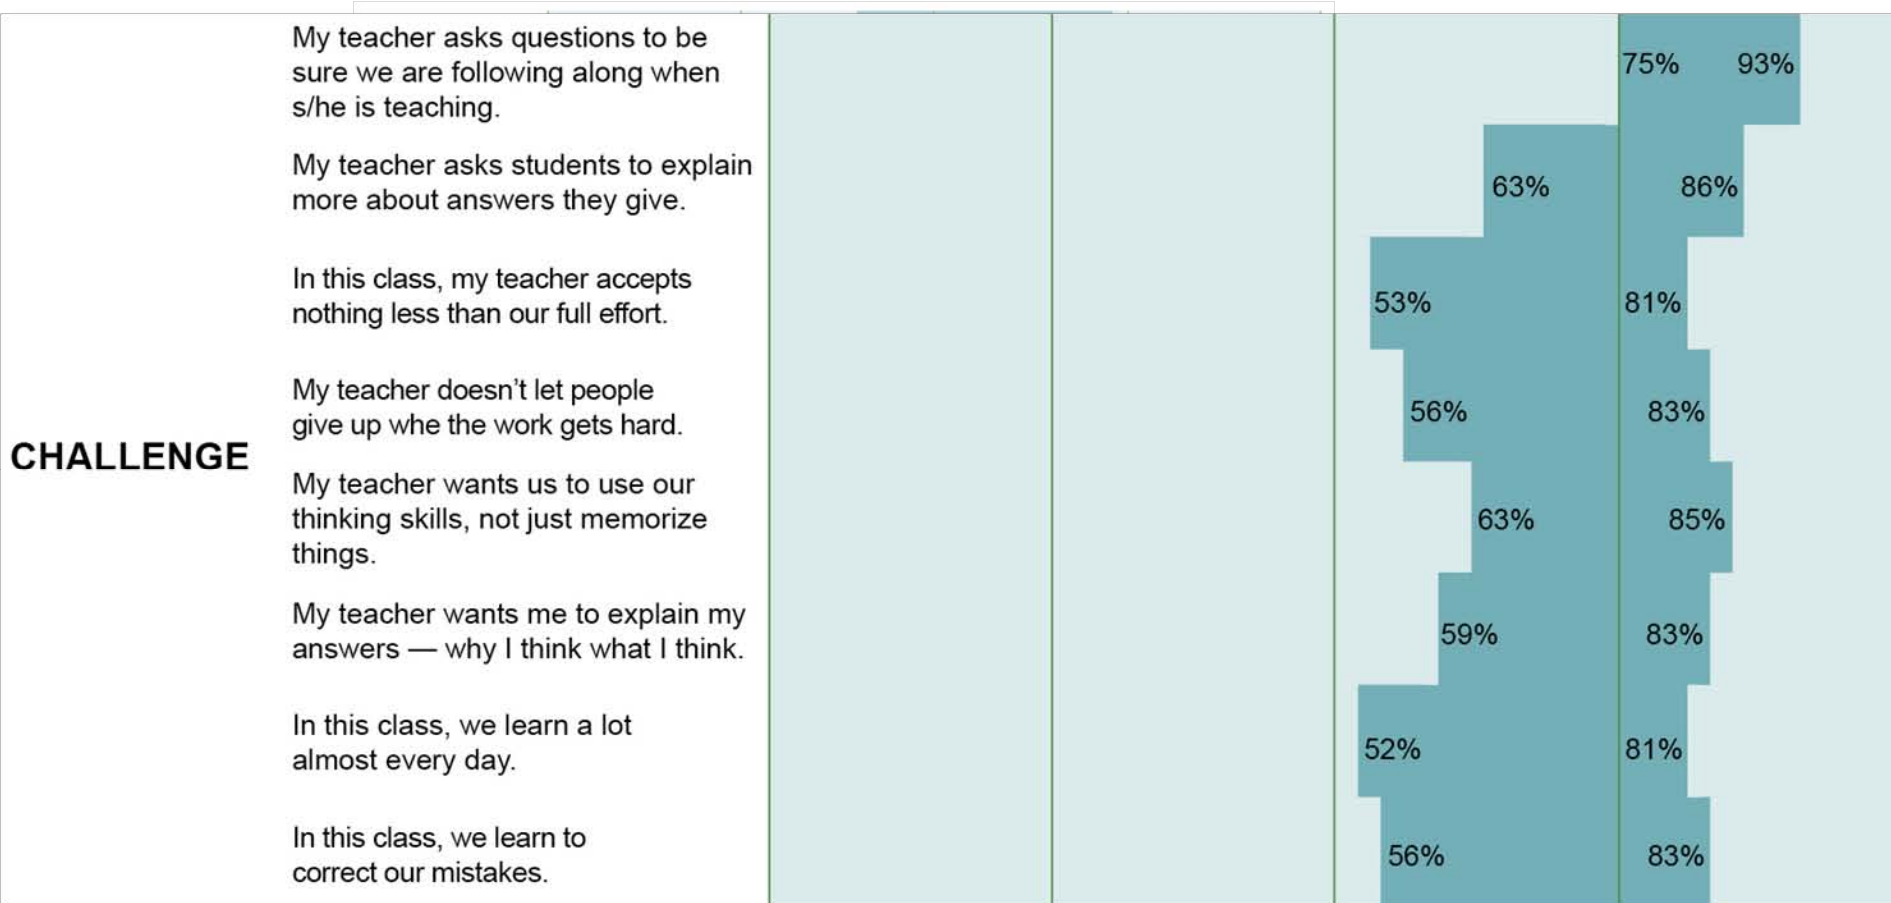 My teacher asks questions to be
sure we are following along when
s/he is teaching.
75% 93%
My teacher asks students to explain
more about answers they give.
63% 86%
In this class, my teacher accepts
nothing less than our full effort.
53% 81%
My teacher doesn’t let people
give up whe the work gets hard.
56% 83%
CHALLENGE
My teacher wants us to use our
thinking skills, not just memorize
things.
63% 85%
My teacher wants me to explain my
answers — why I think what I think.
59% 83%
In this class, we learn a lot
almost every day.
52% 81%
In this class, we learn to
correct our mistakes.
56% 83%